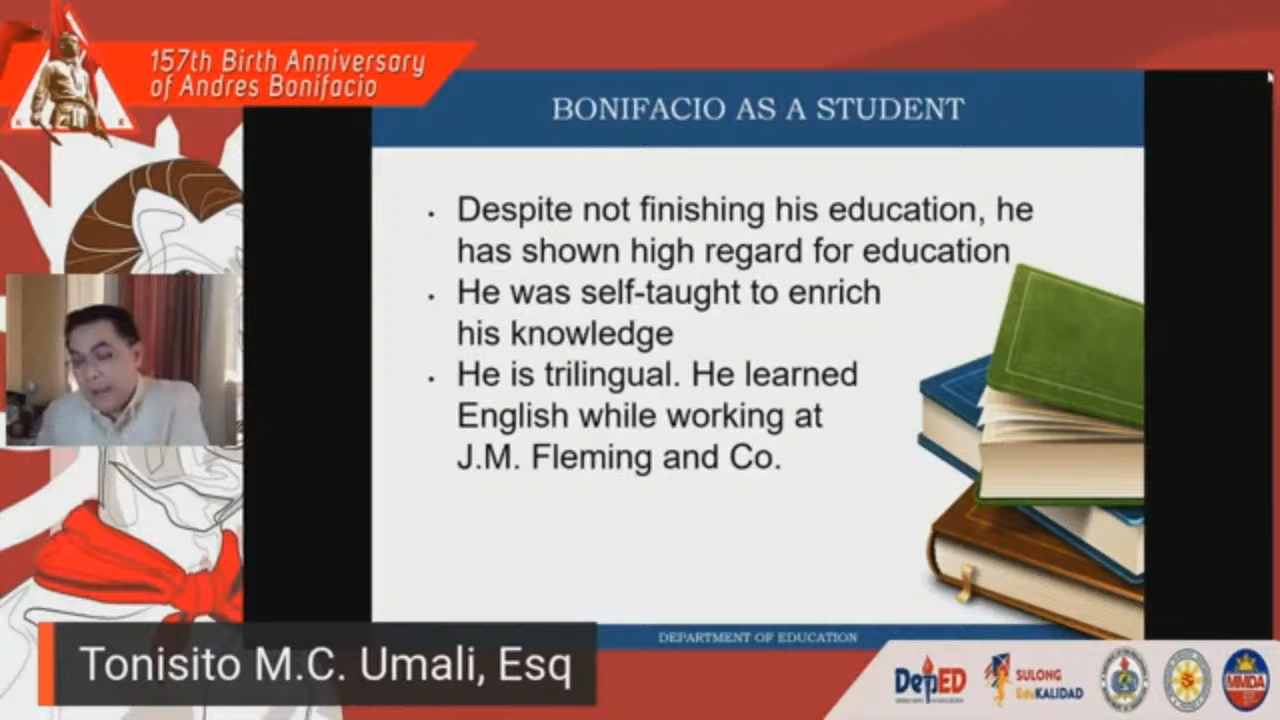 157th Birth Anniversary
of Andres Bonifacio
BONIFACIO AS A STUDENT
• Despite not finishing his education, he
has shown high regard for education
• He was self-taught to enrich
his knowledge
• He is trilingual. He learned
English while working at
J.M. Fleming and Co.
DEPARTMENT OF EDUCATION
Tonisito M.C. Umali, Esq
DepED
SULONG
EduKALIDAD
MMDA